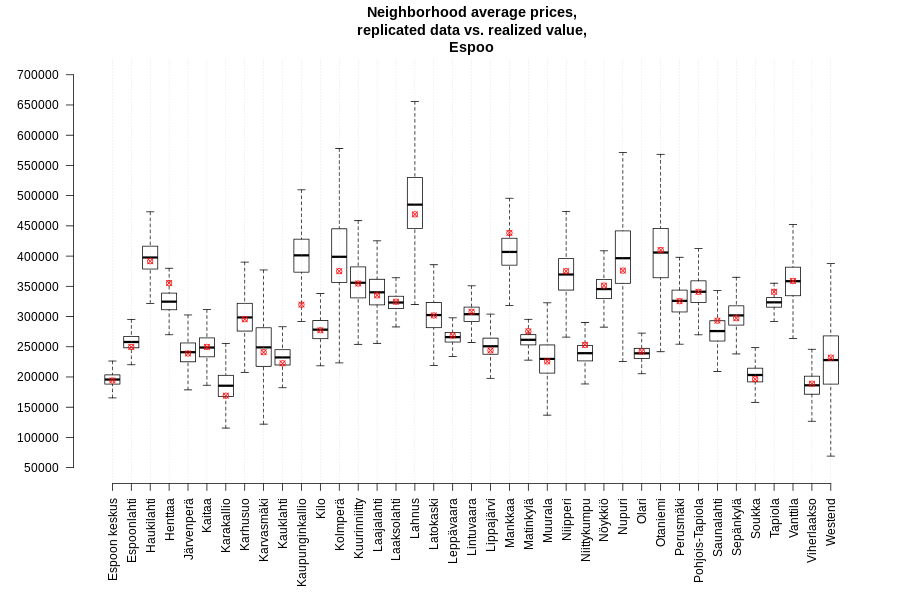 Neighborhood average prices,
replicated data vs. realized value,
Espoo
700000
650000
600000
550000
500000
450000
400000
350000
300000
250000
200000
150000
100000
50000
Espoon keskus
Espoonlahti
Haukilahti
Henttaa
Järvenperä
Kaitaa
Karakallio
Karhusuo
Karvasmäki
Kauklahti
Kaupunginkallio
Kilo
Kolmperä
Kuurinniitty
Laajalahti
Laaksolahti
Lahnus
Latokaski
Leppävaara
Lintuvaara
Lippajärvi
Mankkaa
Matinkylä
Muurala
Niipperi
Niittykumpu
Nöykkiö
Nupuri
Olari
Otaniemi
Perusmäki
Pohjois-Tapiola
Saunalahti
Sepänkylä
Soukka
Tapiola
Vanttila
Viherlaakso
Westend